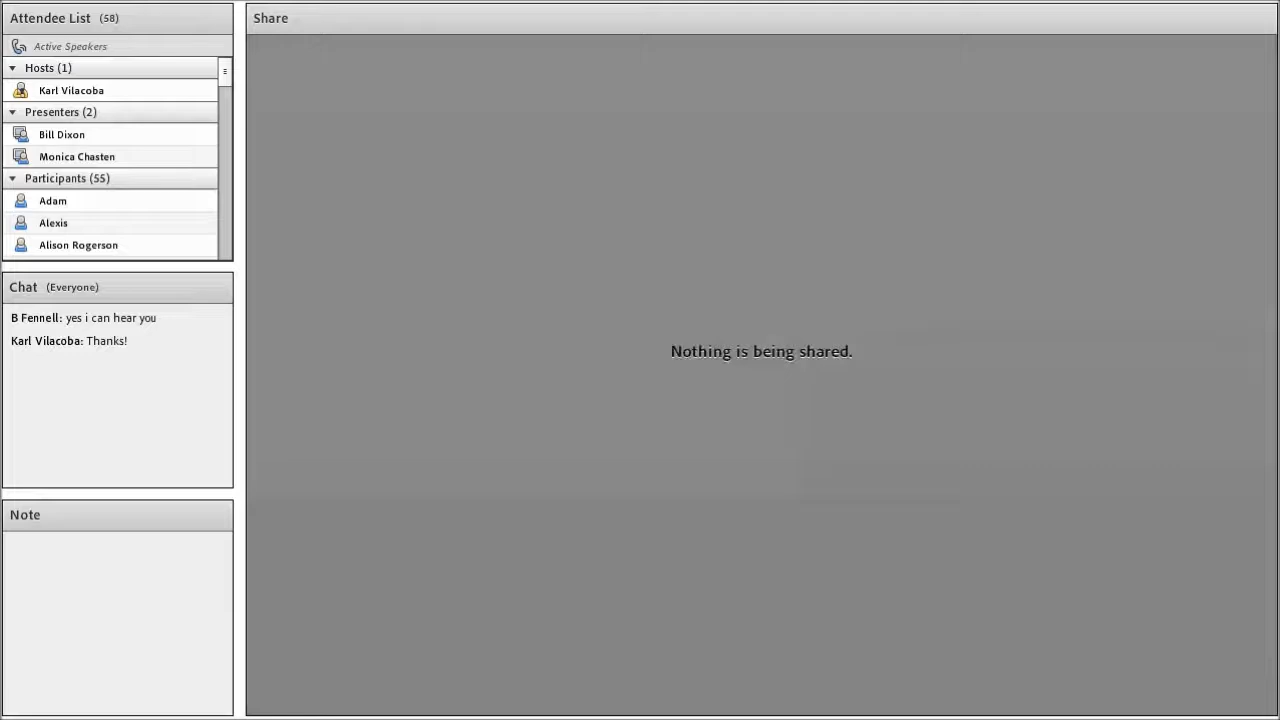 Attendee List (58)
Active Speakers
Hosts (1)
Karl Vilacoba
Presenters (2)
Bill Dixon
Monica Chasten
Participants (55)
Adam
Alexis
Alison Rogerson
Chat (Everyone)
B Fennell: yes i can hear you
Karl Vilacoba: Thanks!
Note
Share
Nothing is being shared.